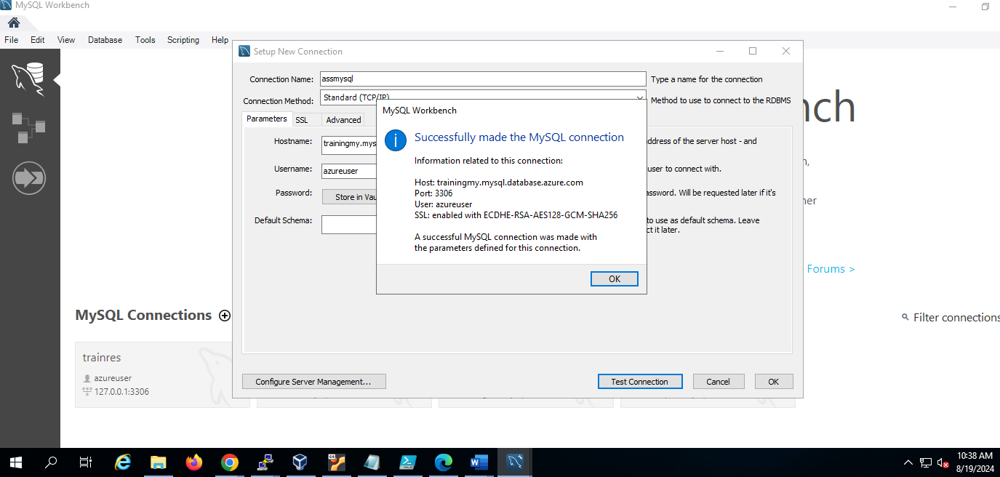 MySQL Workbench
File Edit View Database Tools Scripting Help
Setup New Connection
Connection Name: assmysql Type a name for the connection
Connection Method: Standard (TCP/IP) Method to use to connect to the RDBMS
Parameters SSL Advanced
MySQL Workbench
Successfully made the MySQL connection
Information related to this connection:
Host: trainingmy.mysql.database.azure.com
Port: 3306
User: azureuser
SSL: enabled with ECDHE-RSA-AES128-GCM-SHA256
A successful MySQL connection was made with
the parameters defined for this connection.
OK
Hostname: trainingmy.mys address of the server host - and
Username: azureuser user to connect with.
Password: Store in Vau assword. Will be requested later if it's
Default Schema: to use as default schema. Leave
ct it later.
nch
n,
ner
Forums >
MySQL Connections
Filter connections
trainres
azureuser
127.0.0.1:3306
Configure Server Management... Test Connection Cancel OK
10:38 AM
8/19/2024